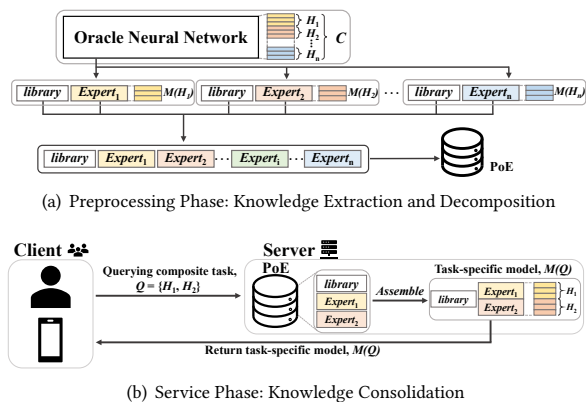 Oracle Neural Network
H1
H2
Hn
C
library Expert1 M(H1)
library Expert2 M(H2)
...
library Expertn M(Hn)
library Expert1 Expert2 ... Experti ... Expertn
PoE
(a) Preprocessing Phase: Knowledge Extraction and Decomposition
Client
Server
Querying composite task,
Q = {H1, H2}
PoE
library
Expert1
Expert2
Assemble
Task-specific model, M(Q)
library
Expert1
Expert2
H1
H2
Return task-specific model, M(Q)
(b) Service Phase: Knowledge Consolidation